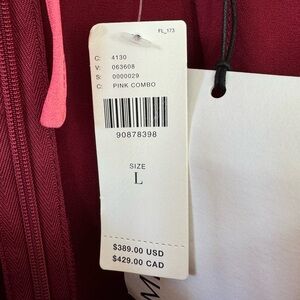 FL_173
C: 4130
V: 063608
S: 0000029
C: PINK COMBO
90878398
SIZE
L
$389.00 USD
$429.00 CAD